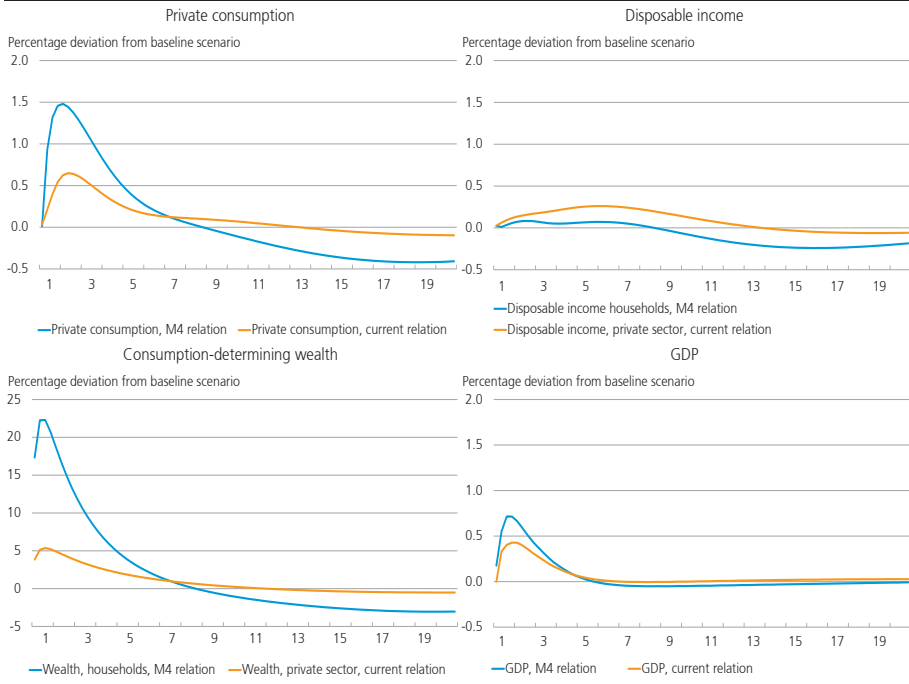 Private consumption
Percentage deviation from baseline scenario
2.0
1.5
1.0
0.5
0.0
-0.5
1 3 5 7 9 11 13 15 17 19
Private consumption, M4 relation Private consumption, current relation
Disposable income
Percentage deviation from baseline scenario
2.0
1.5
1.0
0.5
0.0
-0.5
1 3 5 7 9 11 13 15 17 19
Disposable income households, M4 relation
Disposable income, private sector, current relation
Consumption-determining wealth
Percentage deviation from baseline scenario
25
20
15
10
5
0
-5
1 3 5 7 9 11 13 15 17 19
Wealth, households, M4 relation Wealth, private sector, current relation
GDP
Percentage deviation from baseline scenario
2.0
1.5
1.0
0.5
0.0
-0.5
1 3 5 7 9 11 13 15 17 19
GDP, M4 relation GDP, current relation